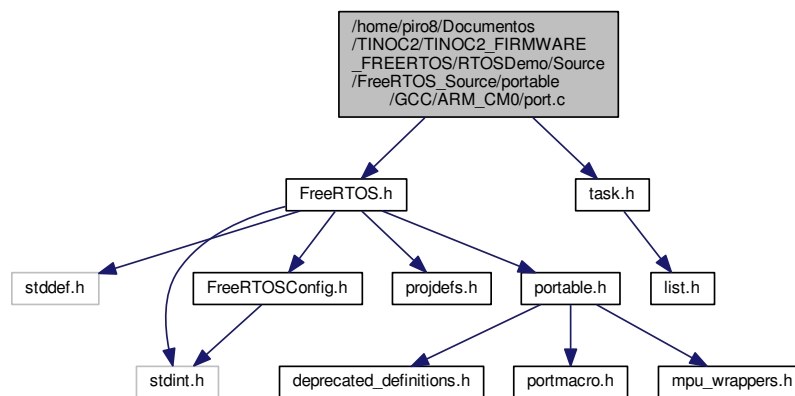 /home/piro8/Documentos
/TINOC2/TINOC2_FIRMWARE
_FREERTOS/RTOSDemo/Source
/FreeRTOS_Source/portable
/GCC/ARM_CM0/port.c
FreeRTOS.h
task.h
stddef.h
FreeRTOSConfig.h
projdefs.h
portable.h
list.h
stdint.h
deprecated_definitions.h
portmacro.h
mpu_wrappers.h